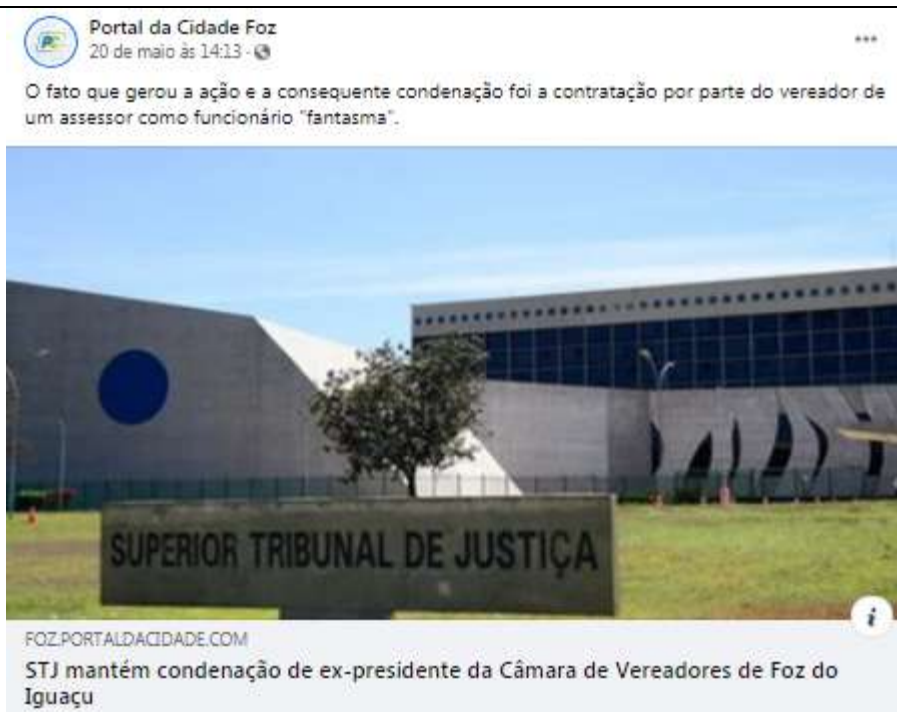 Portal da Cidade Foz
20 de maio às 14:13 ·
O fato que gerou a ação e a consequente condenação foi a contratação por parte do vereador de
um assessor como funcionário "fantasma".
SUPERIOR TRIBUNAL DE JUSTIÇA
i
FOZ.PORTALDACIDADE.COM
STJ mantém condenação de ex-presidente da Câmara de Vereadores de Foz do
Iguaçu